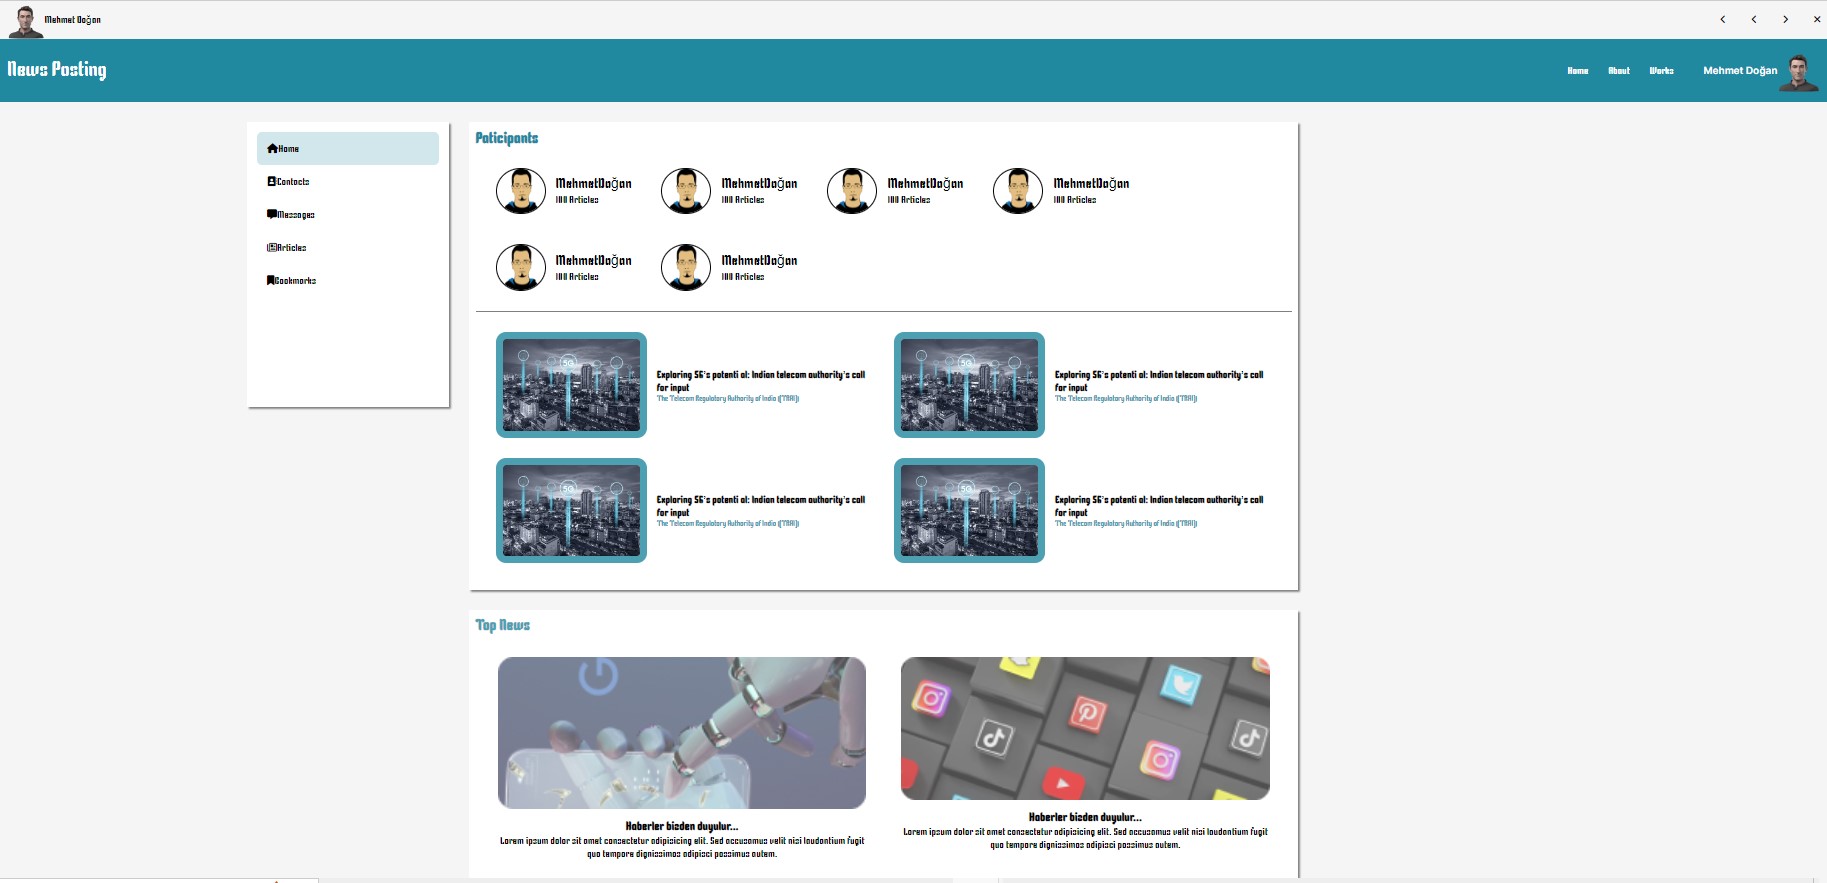 Mehmet Doğan
News Posting
Home About Works Mehmet Doğan
Home
Contacts
Messages
Articles
Bookmarks
Paticipants
MehmetDoğan
100 Articles
MehmetDoğan
100 Articles
MehmetDoğan
100 Articles
MehmetDoğan
100 Articles
MehmetDoğan
100 Articles
MehmetDoğan
100 Articles
5G
Exploring 5G's potenti al: Indian telecom authority's call
for input
The Telecom Regulatory Authority of India ((TRAI))
5G
Exploring 5G's potenti al: Indian telecom authority's call
for input
The Telecom Regulatory Authority of India ((TRAI))
5G
Exploring 5G's potenti al: Indian telecom authority's call
for input
The Telecom Regulatory Authority of India ((TRAI))
5G
Exploring 5G's potenti al: Indian telecom authority's call
for input
The Telecom Regulatory Authority of India ((TRAI))
Top News
Haberler bizden duyulur...
Lorem ipsum dolor sit amet consectetur adipisicing elit. Sed accusamus velit nisi laudantium fugit
quo tempore dignissimos adipisci possimus autem.
Haberler bizden duyulur...
Lorem ipsum dolor sit amet consectetur adipisicing elit. Sed accusamus velit nisi laudantium fugit
quo tempore dignissimos adipisci possimus autem.